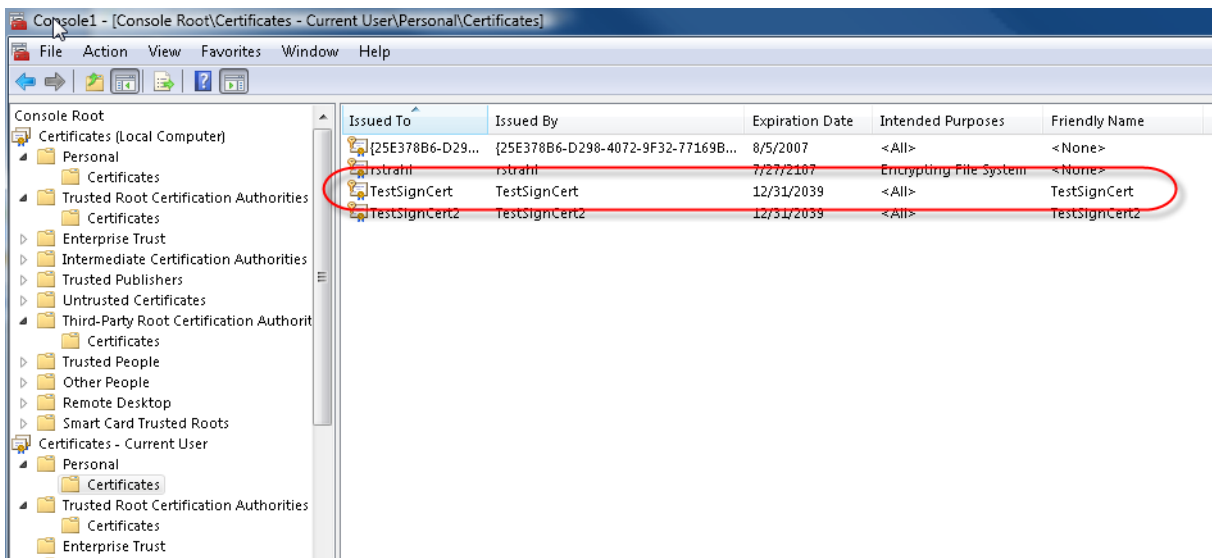 Console1 - [Console Root\Certificates - Current User\Personal\Certificates]
File Action View Favorites Window Help
Console Root
Certificates (Local Computer)
Personal
Certificates
Trusted Root Certification Authorities
Certificates
Enterprise Trust
Intermediate Certification Authorities
Trusted Publishers
Untrusted Certificates
Third-Party Root Certification Authorit
Certificates
Trusted People
Other People
Remote Desktop
Smart Card Trusted Roots
Certificates - Current User
Personal
Certificates
Trusted Root Certification Authorities
Certificates
Enterprise Trust
Issued To Issued By Expiration Date Intended Purposes Friendly Name
{25E378B6-D29... {25E378B6-D298-4072-9F32-77169B... 8/5/2007 <All> <None>
rstrahl rstrahl 7/27/2107 Encrypting File System <None>
TestSignCert TestSignCert 12/31/2039 <All> TestSignCert
TestSignCert2 TestSignCert2 12/31/2039 <All> TestSignCert2